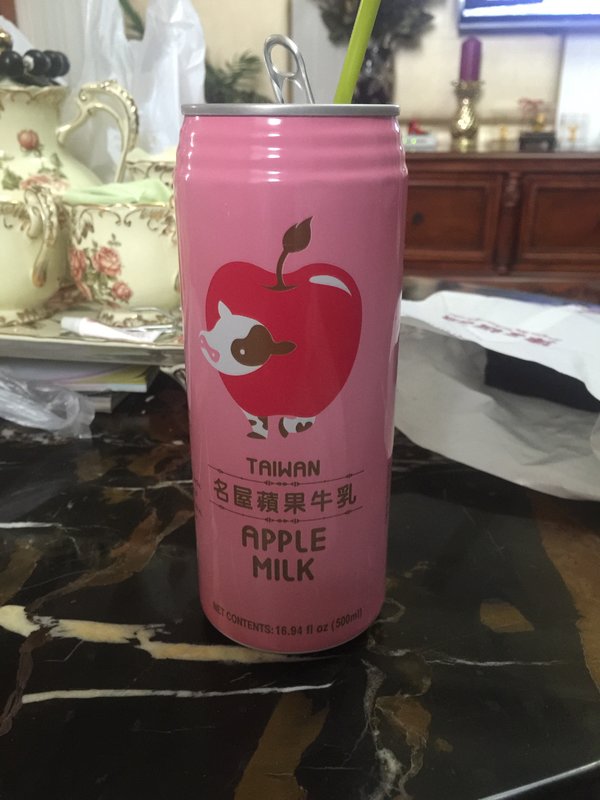 TAIWAN
名屋蘋果牛乳
APPLE
MILK
NET CONTENTS: 16.94 fl oz (500ml)